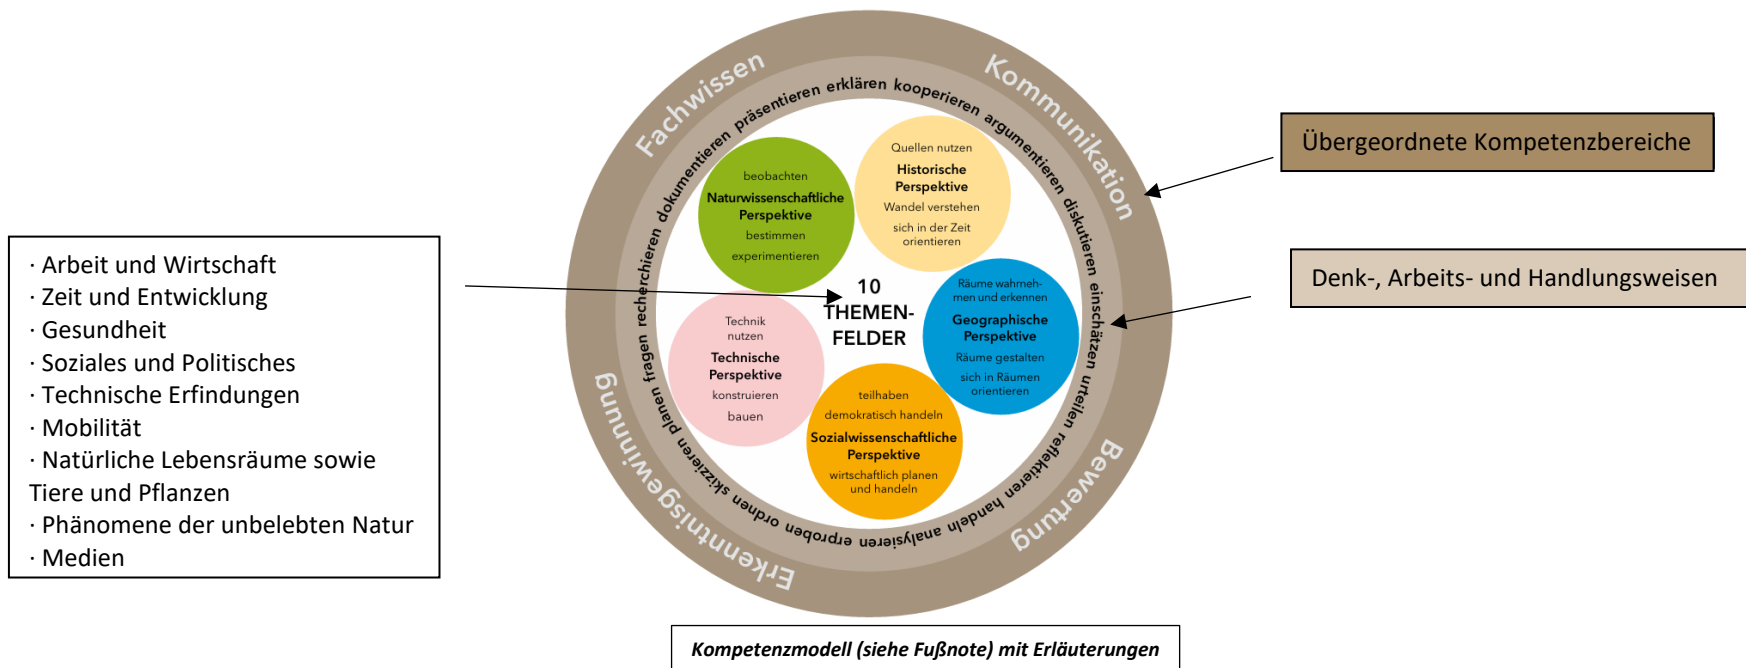 Fachwissen
Kommunikation
Bewertung
Erkenntnisgewinnung
fragen recherchieren dokumentieren präsentieren erklären kooperieren argumentieren diskutieren einschätzen urteilen reflektieren handeln analysieren erproben ordnen skizzieren planen
beobachten
Naturwissenschaftliche
Perspektive
bestimmen
experimentieren
Quellen nutzen
Historische
Perspektive
Wandel verstehen
sich in der Zeit
orientieren
Räume wahrneh-
men und erkennen
Geographische
Perspektive
Räume gestalten
sich in Räumen
orientieren
teilhaben
demokratisch handeln
Sozialwissenschaftliche
Perspektive
wirtschaftlich planen
und handeln
Technik
nutzen
Technische
Perspektive
konstruieren
bauen
10
THEMEN-
FELDER
Übergeordnete Kompetenzbereiche
Denk-, Arbeits- und Handlungsweisen
· Arbeit und Wirtschaft
· Zeit und Entwicklung
· Gesundheit
· Soziales und Politisches
· Technische Erfindungen
· Mobilität
· Natürliche Lebensräume sowie
Tiere und Pflanzen
· Phänomene der unbelebten Natur
· Medien
Kompetenzmodell (siehe Fußnote) mit Erläuterungen